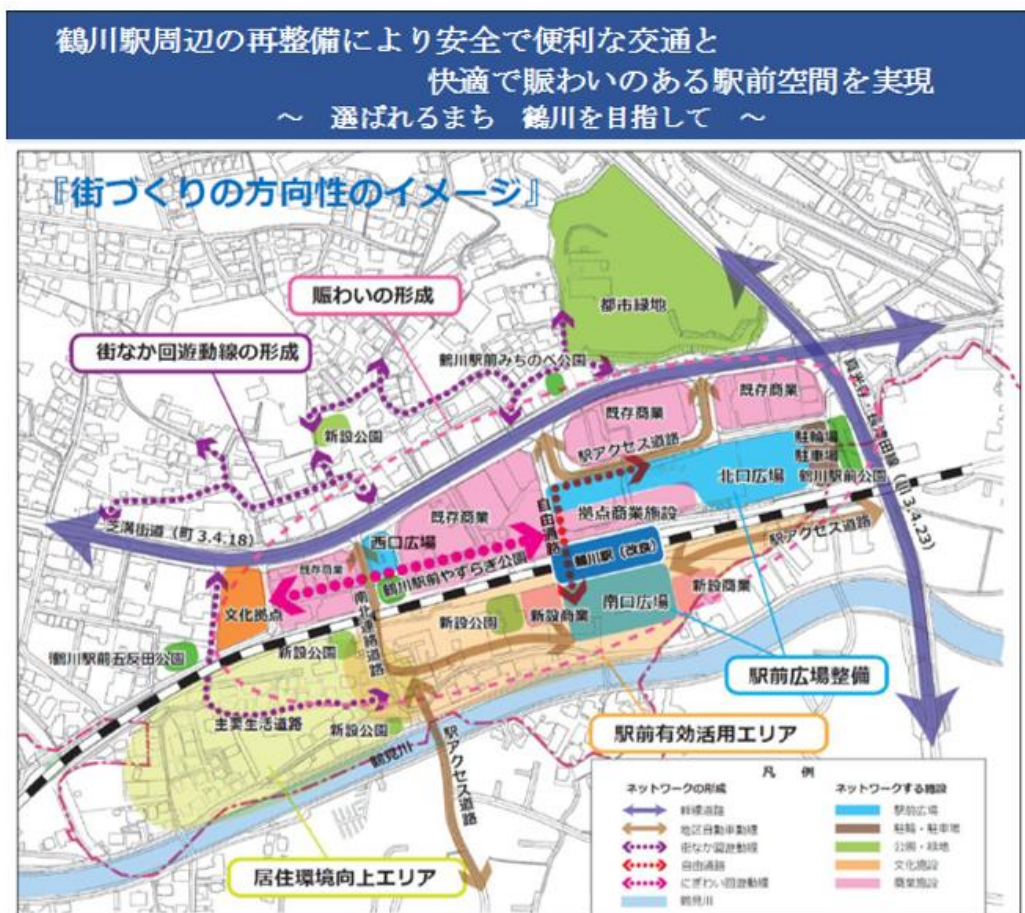 鶴川駅周辺の再整備により安全で便利な交通と
快適で賑わいのある駅前空間を実現
～ 選ばれるまち 鶴川を目指して ～
『街づくりの方向性のイメージ』
賑わいの形成
都市緑地
街なか回遊動線の形成
鶴川駅前みちのべ公園
既存商業
既存商業
新設公園
駅アクセス道路
駐輪場
駐車場
北口広場
鶴川駅前公園
既存商業
自由通路
拠点商業施設
芝溝街道(町3.4.18)
西口広場
鶴川駅(改良)
駅アクセス道路
既存商業
鶴川駅前やすらぎ公園
新設商業
文化拠点
南北連絡道路
新設公園
新設商業
南口広場
鶴川駅前五反田公園
新設公園
駅前広場整備
主要生活道路
新設公園
駅前有効活用エリア
鶴見川
駅アクセス道路
居住環境向上エリア
凡 例
ネットワークの形成
幹線道路
地区自動車動線
街なか回遊動線
自由通路
にぎわい回遊動線
鶴見川
ネットワークする施設
駅前広場
駐輪・駐車場
公園・緑地
文化施設
商業施設